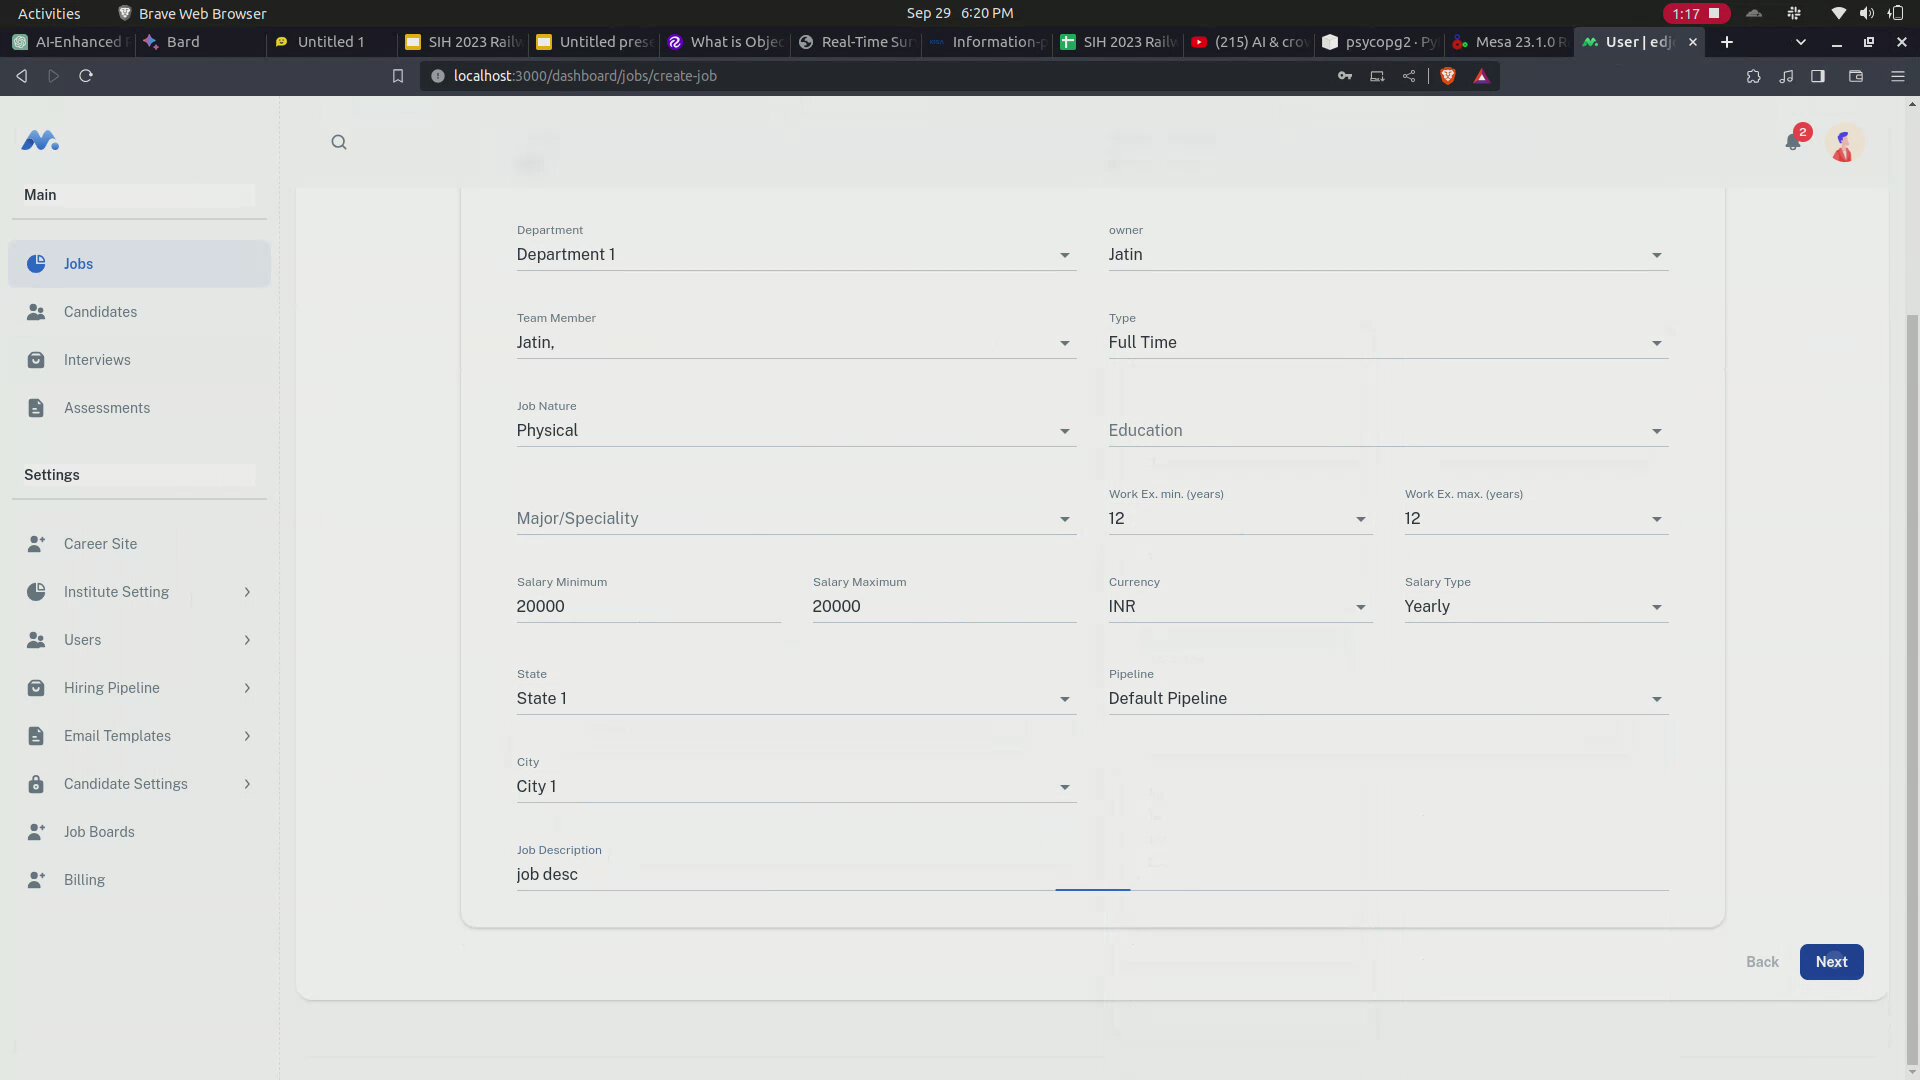 Activities
Brave Web Browser
Sep 29 6:20 PM
1:17
AI-Enhanced
Bard
Untitled 1
SIH 2023 Railw
Untitled prese
What is Objec
Real-Time Sur
Information-p
SIH 2023 Railw
(215) AI & crow
psycopg2 · Py
Mesa 23.1.0 R
User | edjo
localhost:3000/dashboard/jobs/create-job
2
Main
Jobs
Candidates
Interviews
Assessments
Settings
Career Site
Institute Setting
Users
Hiring Pipeline
Email Templates
Candidate Settings
Job Boards
Billing
Department
Department 1
owner
Jatin
Team Member
Jatin,
Type
Full Time
Job Nature
Physical
Education
Major/Speciality
Work Ex. min. (years)
12
Work Ex. max. (years)
12
Salary Minimum
20000
Salary Maximum
20000
Currency
INR
Salary Type
Yearly
State
State 1
Pipeline
Default Pipeline
City
City 1
Job Description
job desc
Back
Next